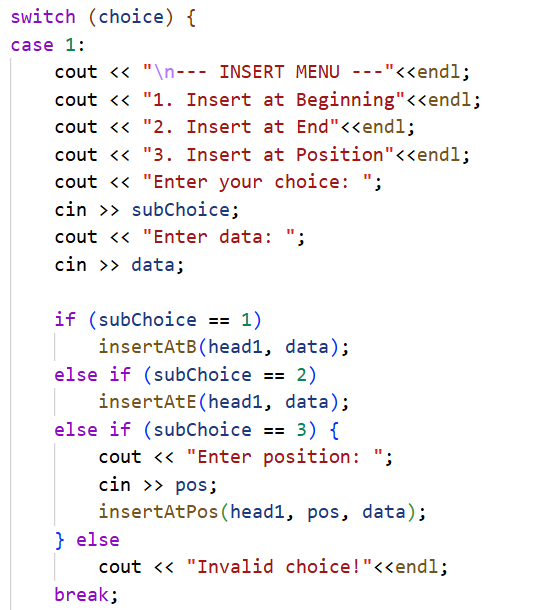 switch (choice) {
case 1:
    cout << "\n--- INSERT MENU ---"<<endl;
    cout << "1. Insert at Beginning"<<endl;
    cout << "2. Insert at End"<<endl;
    cout << "3. Insert at Position"<<endl;
    cout << "Enter your choice: ";
    cin >> subChoice;
    cout << "Enter data: ";
    cin >> data;

    if (subChoice == 1)
        insertAtB(head1, data);
    else if (subChoice == 2)
        insertAtE(head1, data);
    else if (subChoice == 3) {
        cout << "Enter position: ";
        cin >> pos;
        insertAtPos(head1, pos, data);
    } else
        cout << "Invalid choice!"<<endl;
    break;